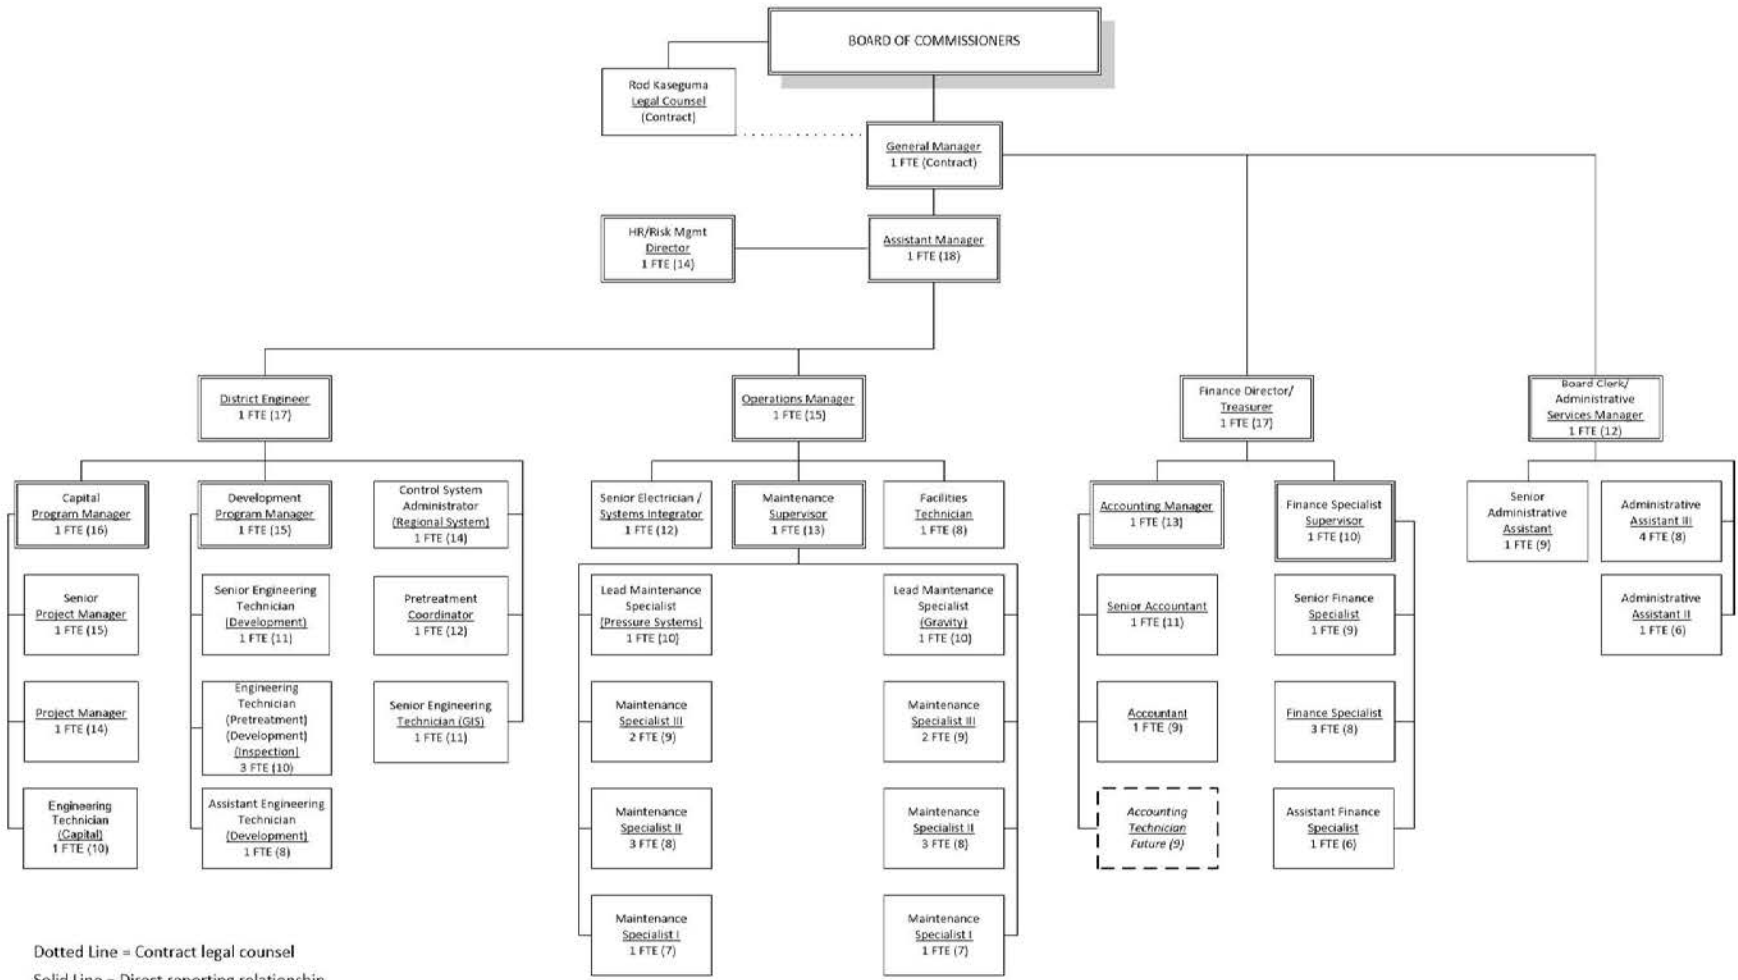 BOARD OF COMMISSIONERS
Rod Kaseguma
Legal Counsel
(Contract)
General Manager
1 FTE (Contract)
HR/Risk Mgmt
Director
1 FTE (14)
Assistant Manager
1 FTE (18)
District Engineer
1 FTE (17)
Operations Manager
1 FTE (15)
Finance Director/
Treasurer
1 FTE (17)
Board Clerk/
Administrative
Services Manager
1 FTE (12)
Capital
Program Manager
1 FTE (16)
Development
Program Manager
1 FTE (15)
Control System
Administrator
(Regional System)
1 FTE (14)
Senior Electrician /
Systems Integrator
1 FTE (12)
Maintenance
Supervisor
1 FTE (13)
Facilities
Technician
1 FTE (8)
Accounting Manager
1 FTE (13)
Finance Specialist
Supervisor
1 FTE (10)
Senior
Administrative
Assistant
1 FTE (9)
Administrative
Assistant III
4 FTE (8)
Senior
Project Manager
1 FTE (15)
Senior Engineering
Technician
(Development)
1 FTE (11)
Pretreatment
Coordinator
1 FTE (12)
Lead Maintenance
Specialist
(Pressure Systems)
1 FTE (10)
Lead Maintenance
Specialist
(Gravity)
1 FTE (10)
Senior Accountant
1 FTE (11)
Senior Finance
Specialist
1 FTE (9)
Administrative
Assistant II
1 FTE (6)
Project Manager
1 FTE (14)
Engineering
Technician
(Pretreatment)
(Development)
(Inspection)
3 FTE (10)
Senior Engineering
Technician (GIS)
1 FTE (11)
Maintenance
Specialist III
2 FTE (9)
Maintenance
Specialist III
2 FTE (9)
Accountant
1 FTE (9)
Finance Specialist
3 FTE (8)
Engineering
Technician
(Capital)
1 FTE (10)
Assistant Engineering
Technician
(Development)
1 FTE (8)
Maintenance
Specialist II
3 FTE (8)
Maintenance
Specialist II
3 FTE (8)
Accounting
Technician
Future (9)
Assistant Finance
Specialist
1 FTE (6)
Maintenance
Specialist I
1 FTE (7)
Maintenance
Specialist I
1 FTE (7)
Dotted Line = Contract legal counsel
Solid Line = Direct reporting relationship